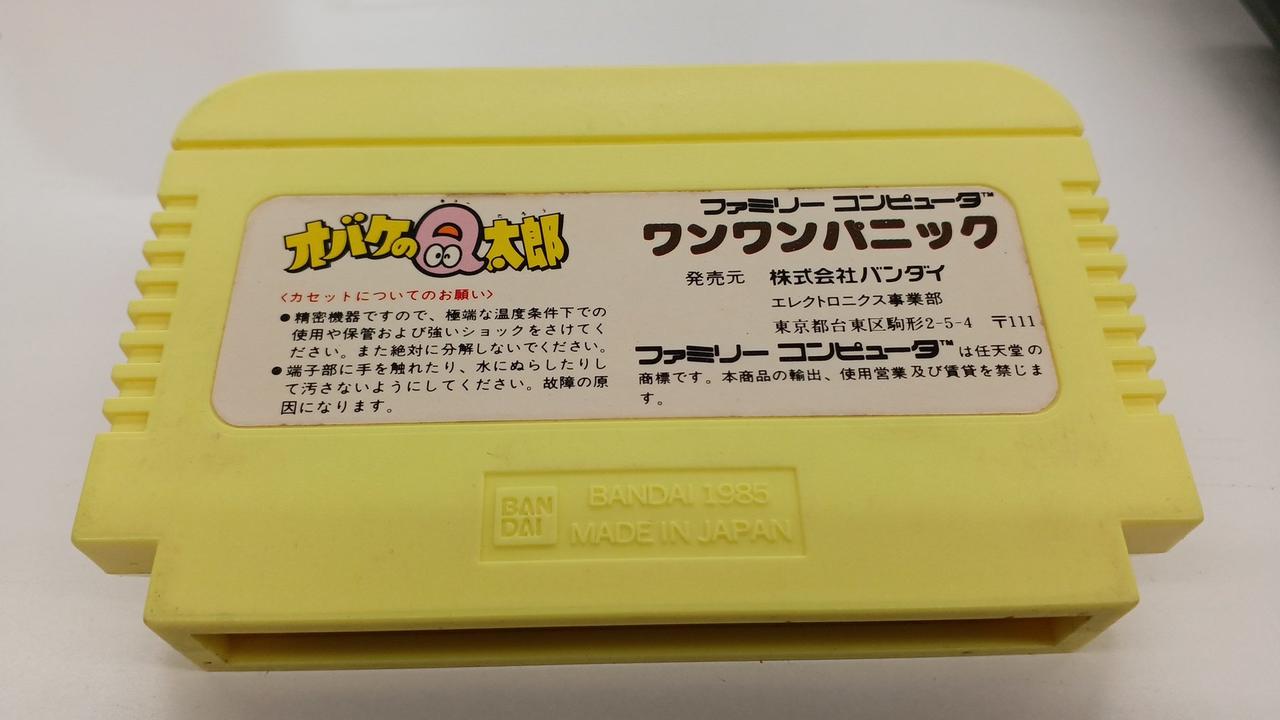 オバケのQ太郎
〈カセットについてのお願い〉
●精密機器ですので、極端な温度条件下での
使用や保管および強いショックをさけてく
ださい。また絶対に分解しないでください。
●端子部に手を触れたり、水にぬらしたりし
て汚さないようにしてください。故障の原
因になります。
ファミリー コンピュータ™
ワンワンパニック
発売元 株式会社バンダイ
エレクトロニクス事業部
東京都台東区駒形2-5-4 〒111
ファミリー コンピュータ™は任天堂の
商標です。本商品の輸出、使用営業及び賃貸を禁じま
す。
BAN
DAI
BANDAI 1985
MADE IN JAPAN